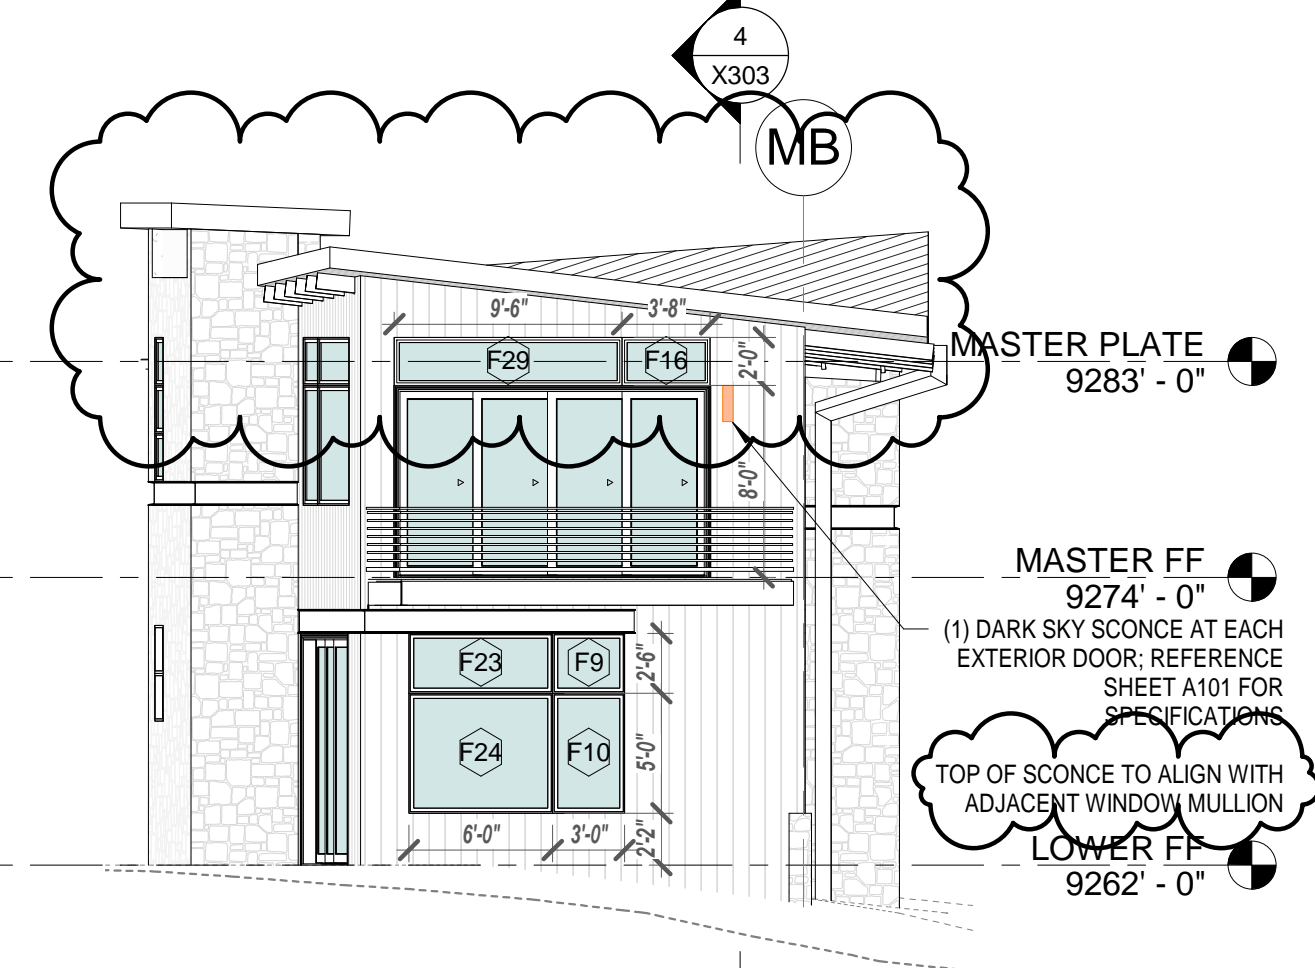 4
X303
MB
9'-6"
3'-8"
F29
F16
2'-0"
MASTER PLATE
9283' - 0"
8'-0"
MASTER FF
9274' - 0"
(1) DARK SKY SCONCE AT EACH
EXTERIOR DOOR; REFERENCE
SHEET A101 FOR
SPECIFICATIONS
F23
F9
2'-6"
F24
F10
5'-0"
TOP OF SCONCE TO ALIGN WITH
ADJACENT WINDOW MULLION
6'-0"
3'-0"
2'-2"
LOWER FF
9262' - 0"